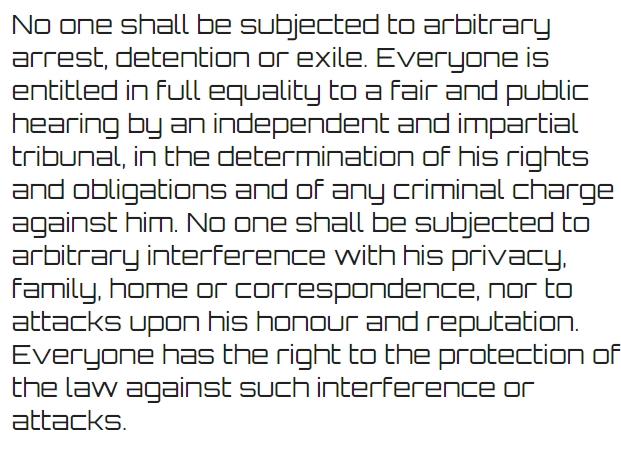 No one shall be subjected to arbitrary
arrest, detention or exile. Everyone is
entitled in full equality to a fair and public
hearing by an independent and impartial
tribunal, in the determination of his rights
and obligations and of any criminal charge
against him. No one shall be subjected to
arbitrary interference with his privacy,
family, home or correspondence, nor to
attacks upon his honour and reputation.
Everyone has the right to the protection of
the law against such interference or
attacks.